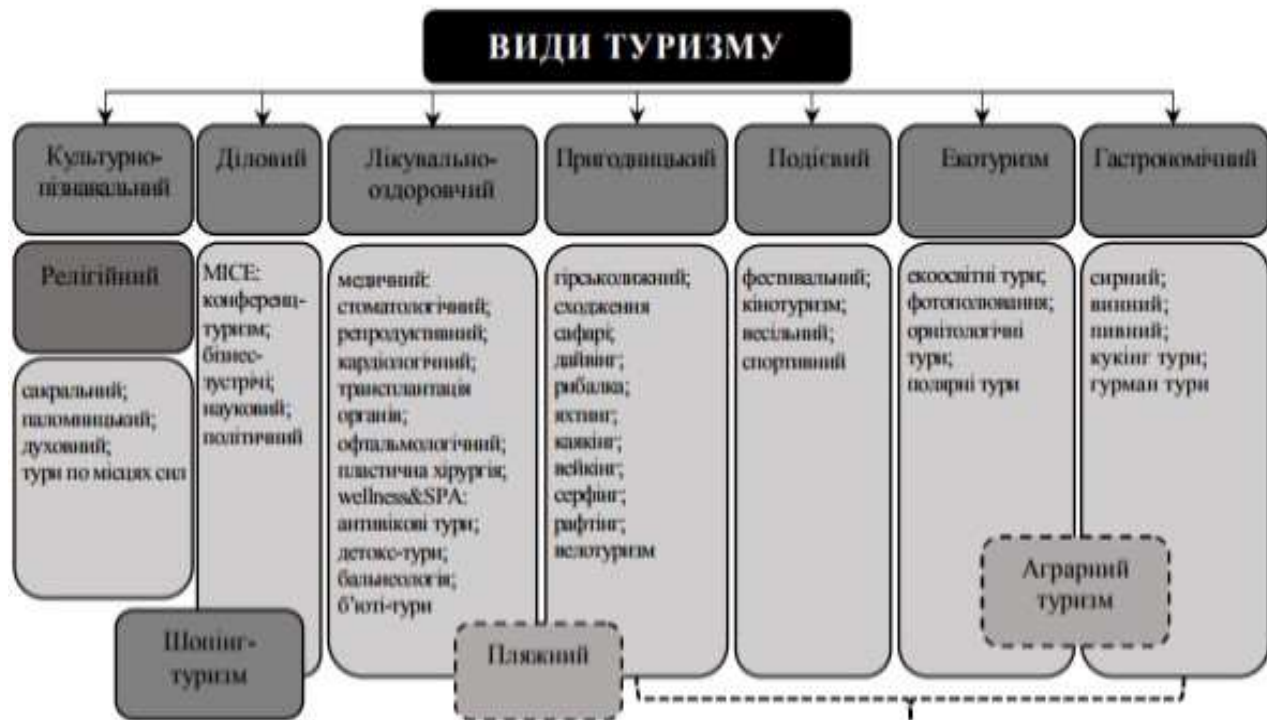 ВИДИ ТУРИЗМУ
Культурно-
пізнавальний
Релігійний
сакральний;
паломницький;
духовний;
тури по місцях сил
Діловий
MICE:
конференц-
туризм;
бізнес-
зустрічі;
науковий;
політичний
Шопінг-
туризм
Лікувально-
оздоровчий
медичний:
стоматологічний;
репродуктивний;
кардіологічний;
трансплантація
органів;
офтальмологічний;
пластична хірургія;
wellness&SPA:
антивікові тури;
детокс-тури;
бальнеологія;
б'юті-тури
Пляжний
Пригодницький
гірськолижний;
сходження
сафарі;
дайвінг;
рибалка;
яхтинг;
каякінг;
вейкінг;
серфінг;
рафтінг;
велотуризм
Подієвий
фестивальний;
кінотуризм;
весільний;
спортивний
Екотуризм
екоосвітні тури;
фотополювання;
орнітологічні
тури;
полярні тури
Гастрономічний
сирний;
винний;
пивний;
кукінг тури;
гурман тури
Аграрний
туризм